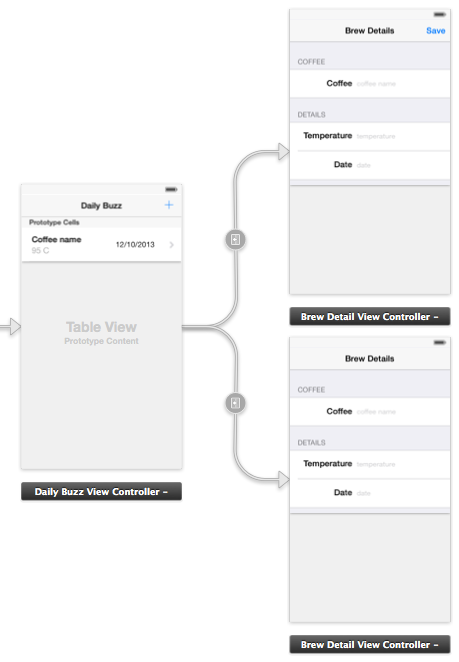 Daily Buzz
+
Prototype Cells
Coffee name
12/10/2013
95 C
Table View
Prototype Content
Daily Buzz View Controller –
Brew Details
Save
COFFEE
Coffee coffee name
DETAILS
Temperature temperature
Date date
Brew Detail View Controller –
Brew Details
COFFEE
Coffee coffee name
DETAILS
Temperature temperature
Date date
Brew Detail View Controller –